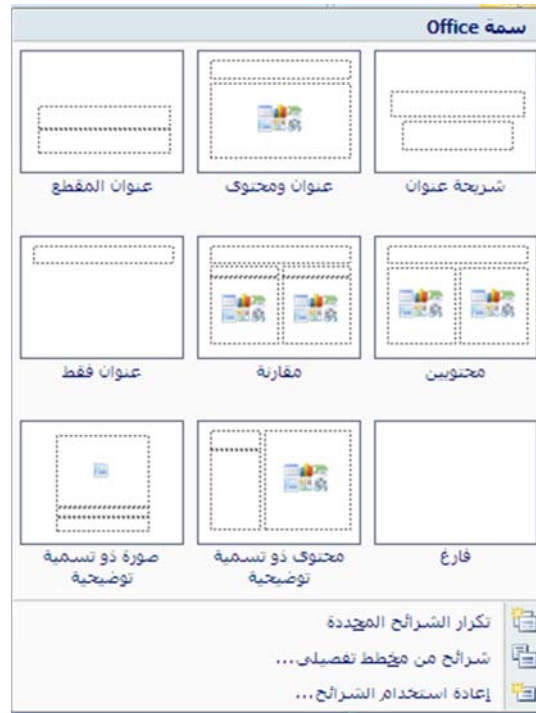 سمة Office
شريحة عنوان
عنوان ومحتوى
عنوان المقطع
محتويين
مقارنة
عنوان فقط
فارغ
محتوى ذو تسمية
توضيحية
صورة ذو تسمية
توضيحية
تكرار الشرائح المحددة
شرائح من مخطط تفصيلي...
إعادة استخدام الشرائح...